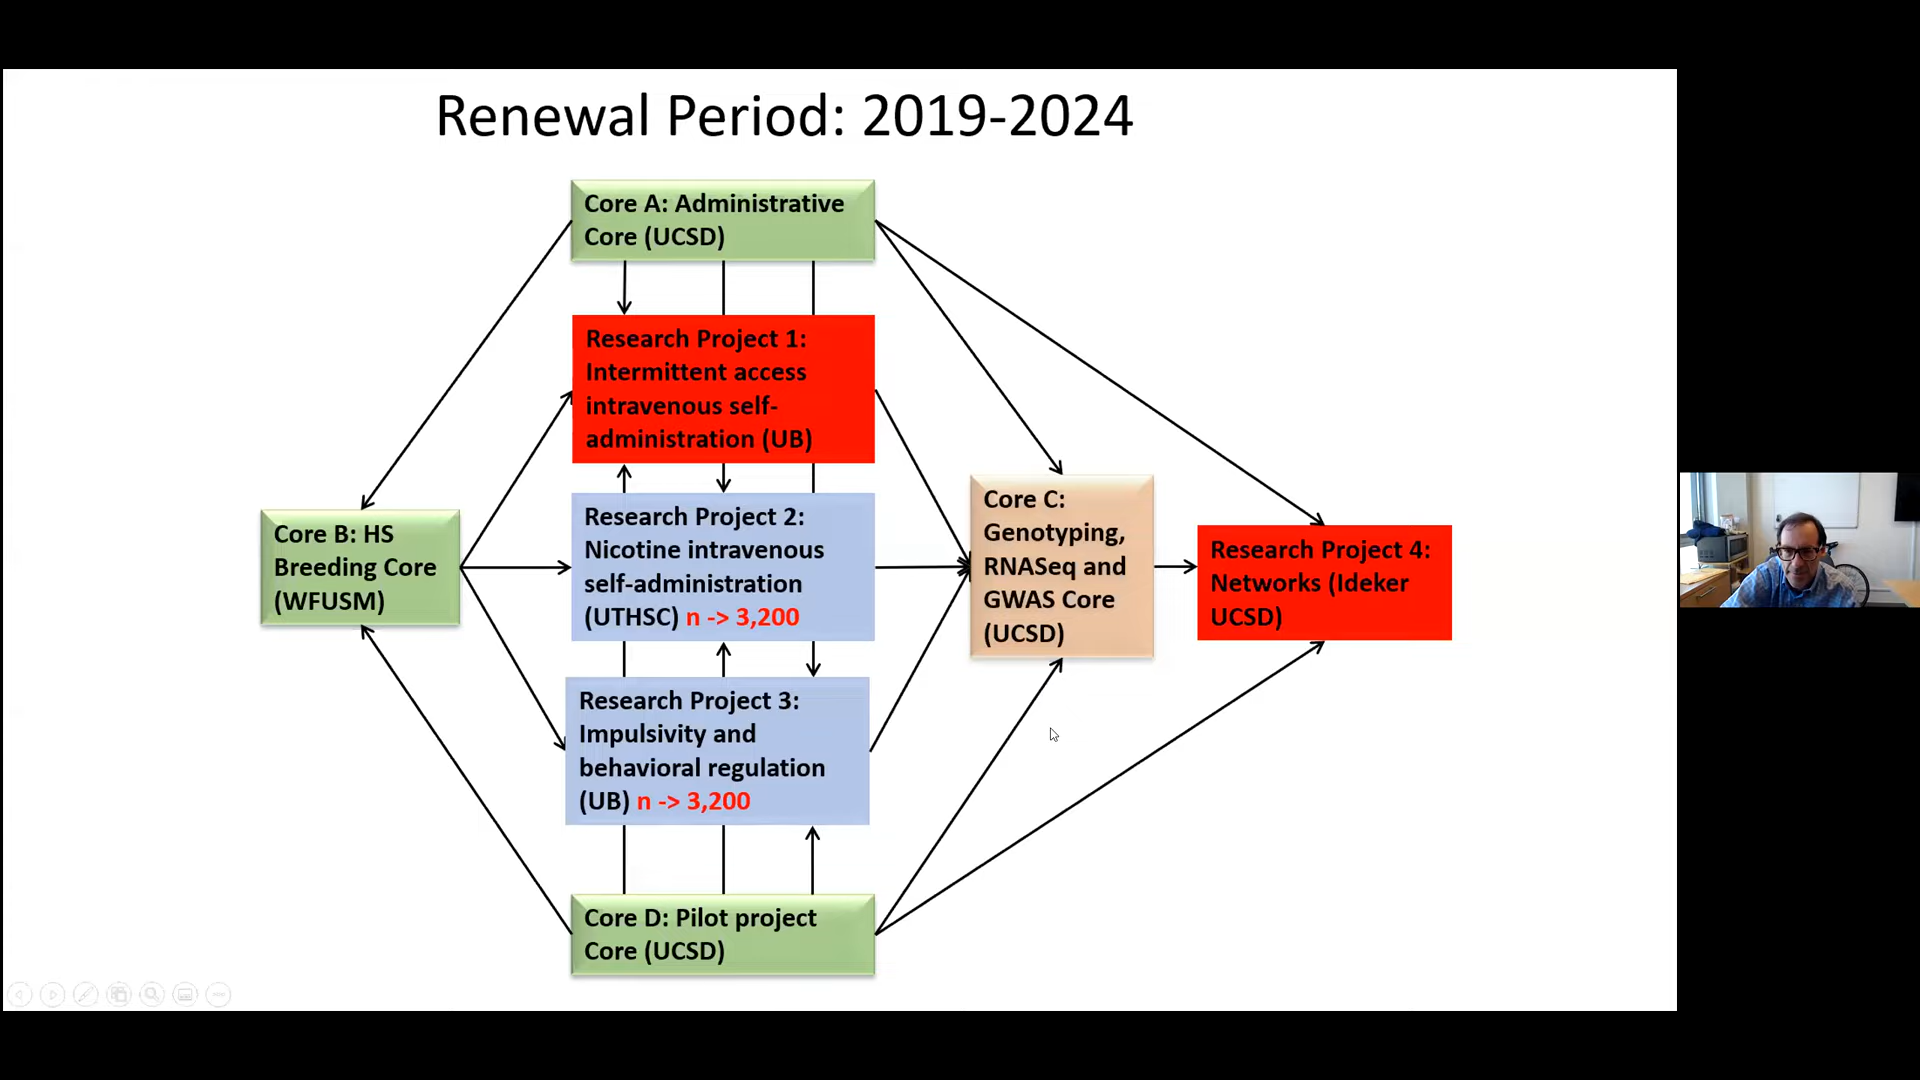 Renewal Period: 2019-2024
Core A: Administrative
Core (UCSD)
Research Project 1:
Intermittent access
intravenous self-
administration (UB)
Core B: HS
Breeding Core
(WFUSM)
Research Project 2:
Nicotine intravenous
self-administration
(UTHSC) n -> 3,200
Research Project 3:
Impulsivity and
behavioral regulation
(UB) n -> 3,200
Core C:
Genotyping,
RNASeq and
GWAS Core
(UCSD)
Research Project 4:
Networks (Ideker
UCSD)
Core D: Pilot project
Core (UCSD)